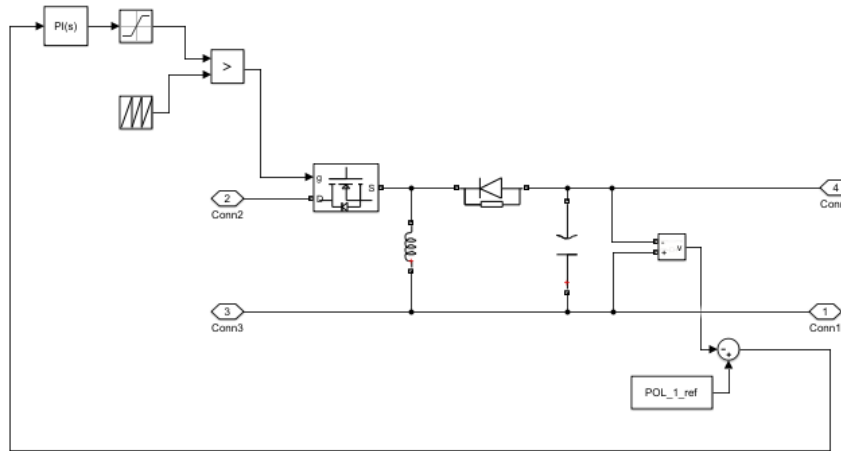 PI(s)
>
g
S
D
2
Conn2
4
Conn
-
+
v
3
Conn3
1
Conn1
-
+
POL_1_ref